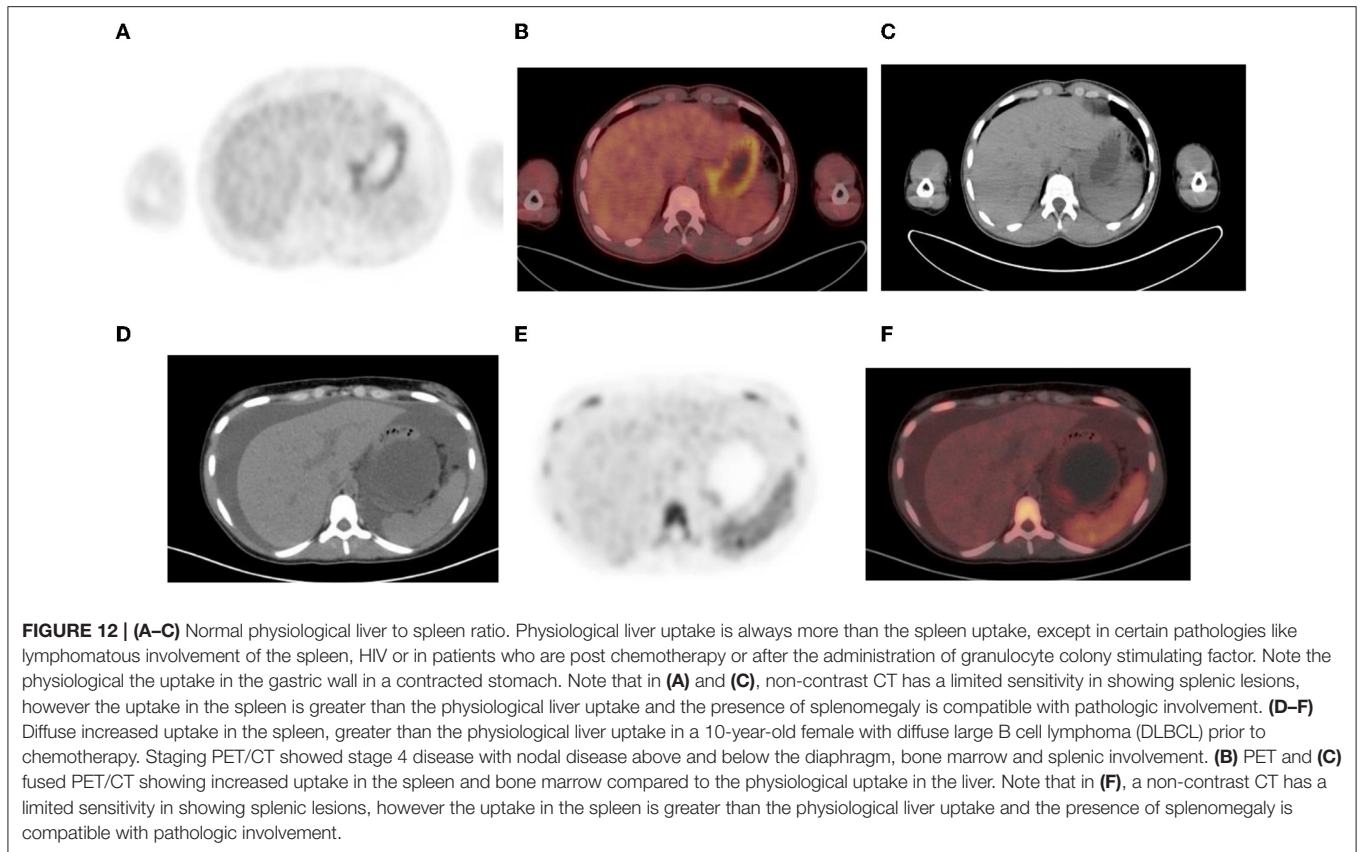 A
B
C
D
E
F
FIGURE 12 | (A–C) Normal physiological liver to spleen ratio. Physiological liver uptake is always more than the spleen uptake, except in certain pathologies like
lymphomatous involvement of the spleen, HIV or in patients who are post chemotherapy or after the administration of granulocyte colony stimulating factor. Note the
physiological the uptake in the gastric wall in a contracted stomach. Note that in (A) and (C), non-contrast CT has a limited sensitivity in showing splenic lesions,
however the uptake in the spleen is greater than the physiological liver uptake and the presence of splenomegaly is compatible with pathologic involvement. (D–F)
Diffuse increased uptake in the spleen, greater than the physiological liver uptake in a 10-year-old female with diffuse large B cell lymphoma (DLBCL) prior to
chemotherapy. Staging PET/CT showed stage 4 disease with nodal disease above and below the diaphragm, bone marrow and splenic involvement. (B) PET and (C)
fused PET/CT showing increased uptake in the spleen and bone marrow compared to the physiological uptake in the liver. Note that in (F), a non-contrast CT has a
limited sensitivity in showing splenic lesions, however the uptake in the spleen is greater than the physiological liver uptake and the presence of splenomegaly is
compatible with pathologic involvement.